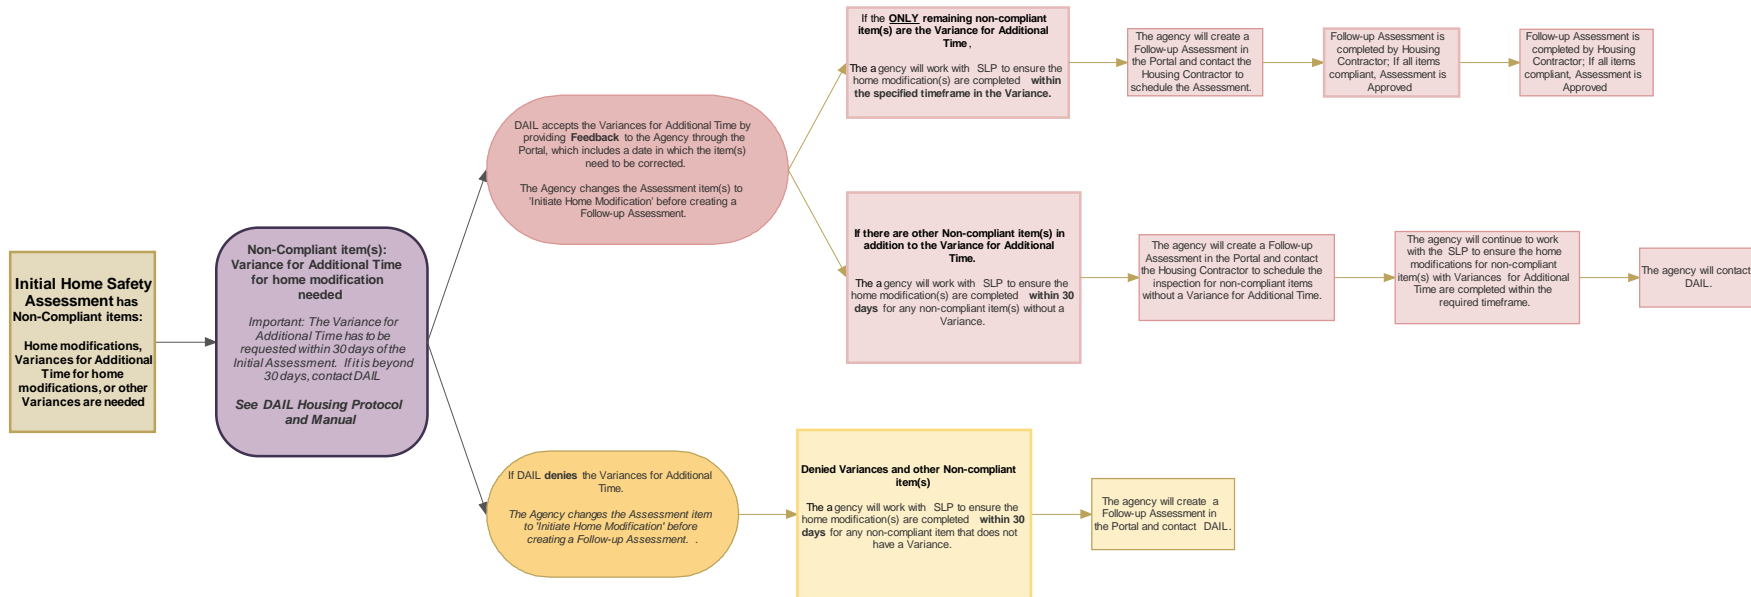 Initial Home Safety
Assessment has
Non-Compliant items:
Home modifications,
Variances for Additional
Time for home
modifications, or other
Variances are needed
Non-Compliant item(s):
Variance for Additional Time
for home modification
needed
Important: The Variance for
Additional Time has to be
requested within 30 days of the
Initial Assessment. If it is beyond
30 days, contact DAIL
See DAIL Housing Protocol
and Manual
DAIL accepts the Variances for Additional Time by
providing Feedback to the Agency through the
Portal, which includes a date in which the item(s)
need to be corrected.
The Agency changes the Assessment item(s) to
'Initiate Home Modification' before creating a
Follow-up Assessment.
If the ONLY remaining non-compliant
item(s) are the Variance for Additional
Time,
The agency will work with SLP to ensure the
home modification(s) are completed within
the specified timeframe in the Variance.
The agency will create a
Follow-up Assessment in
the Portal and contact the
Housing Contractor to
schedule the Assessment.
Follow-up Assessment is
completed by Housing
Contractor; If all items
compliant, Assessment is
Approved
Follow-up Assessment is
completed by Housing
Contractor; If all items
compliant, Assessment is
Approved
If there are other Non-compliant item(s) in
addition to the Variance for Additional
Time.
The agency will work with SLP to ensure the
home modification(s) are completed within 30
days for any non-compliant item(s) without a
Variance.
The agency will create a Follow-up
Assessment in the Portal and contact
the Housing Contractor to schedule the
inspection for non-compliant items
without a Variance for Additional Time.
The agency will continue to work
with the SLP to ensure the home
modifications for non-compliant
item(s) with Variances for Additional
Time are completed within the
required timeframe.
The agency will contact
DAIL.
If DAIL denies the Variances for Additional
Time.
The Agency changes the Assessment item
to 'Initiate Home Modification' before
creating a Follow-up Assessment. .
Denied Variances and other Non-compliant
item(s)
The agency will work with SLP to ensure the
home modification(s) are completed within 30
days for any non-compliant item that does not
have a Variance.
The agency will create a
Follow-up Assessment in
the Portal and contact DAIL.